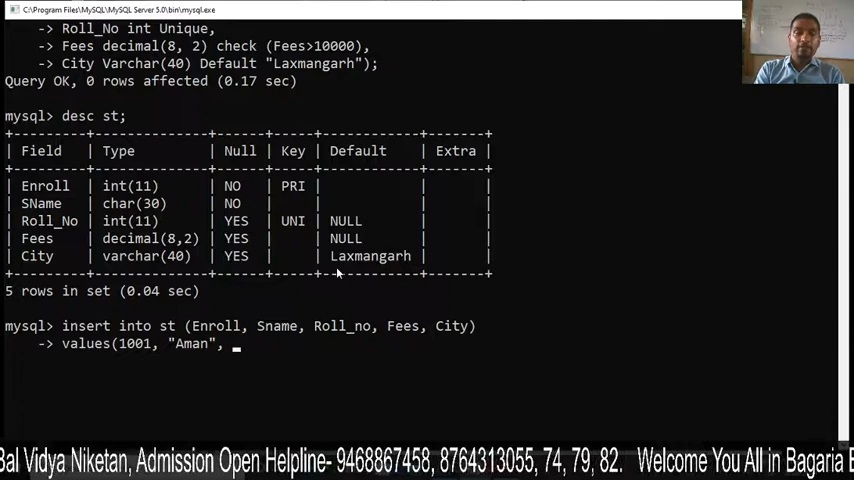 C:\Program Files\MySQL\MySQL Server 5.0\bin\mysql.exe
-> Roll_No int Unique,
-> Fees decimal(8, 2) check (Fees>10000),
-> City Varchar(40) Default "Laxmangarh");
Query OK, 0 rows affected (0.17 sec)
mysql> desc st;
+---------+--------------+------+-----+------------+-------+
| Field | Type | Null | Key | Default | Extra |
+---------+--------------+------+-----+------------+-------+
| Enroll | int(11) | NO | PRI | | |
| SName | char(30) | NO | | | |
| Roll_No | int(11) | YES | UNI | NULL | |
| Fees | decimal(8,2) | YES | | NULL | |
| City | varchar(40) | YES | | Laxmangarh | |
+---------+--------------+------+-----+------------+-------+
5 rows in set (0.04 sec)
mysql> insert into st (Enroll, Sname, Roll_no, Fees, City)
-> values(1001, "Aman", _
Bal Vidya Niketan, Admission Open Helpline- 9468867458, 8764313055, 74, 79, 82. Welcome You All in Bagaria B